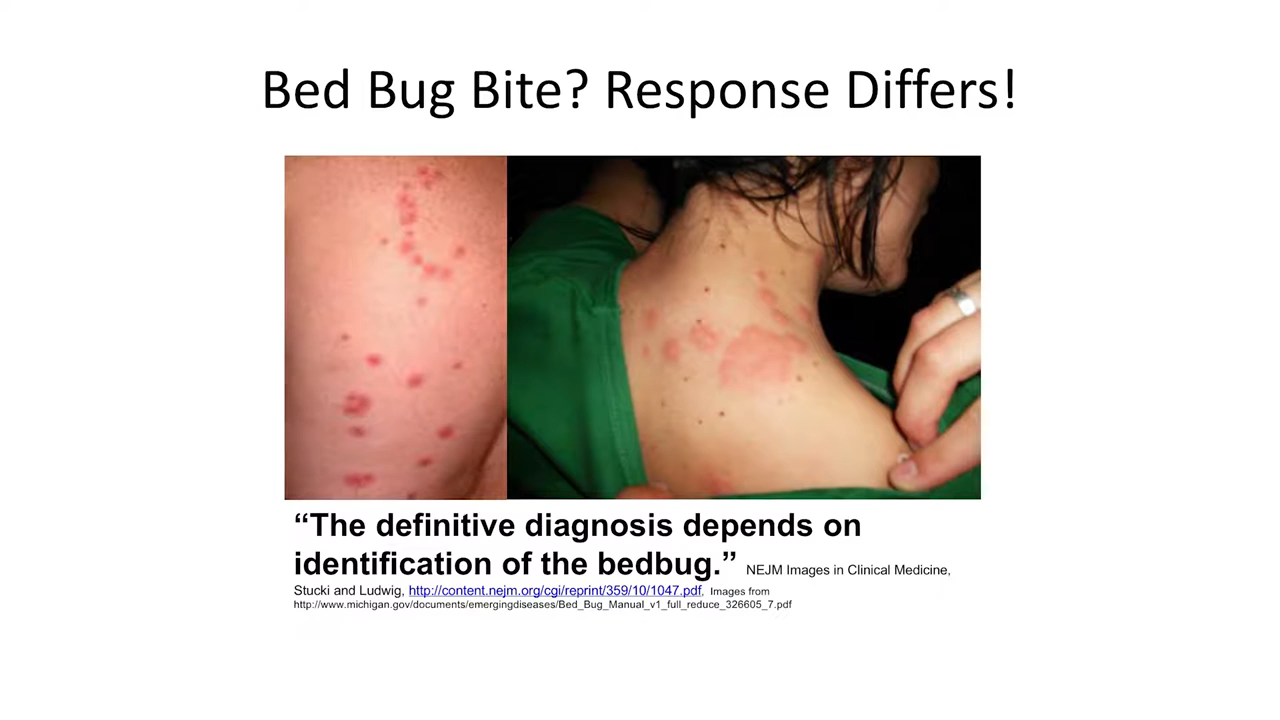 Bed Bug Bite? Response Differs!
“The definitive diagnosis depends on
identification of the bedbug.” NEJM Images in Clinical Medicine,
Stucki and Ludwig, http://content.nejm.org/cgi/reprint/359/10/1047.pdf, Images from
http://www.michigan.gov/documents/emergingdiseases/Bed_Bug_Manual_v1_full_reduce_326605_7.pdf